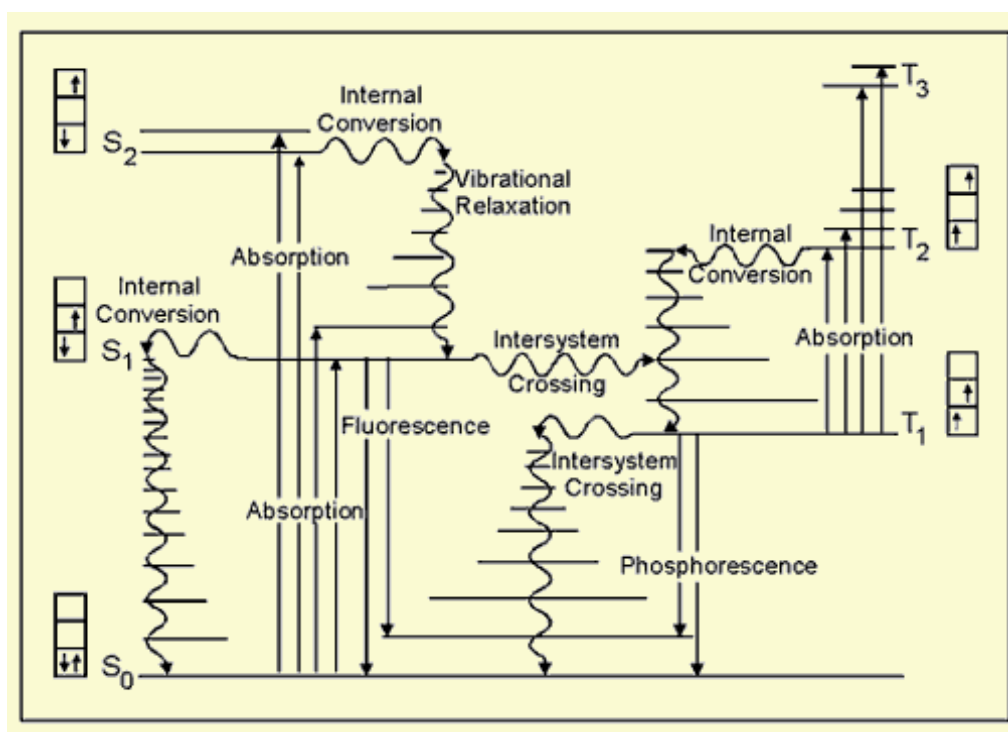 T3
Internal
Conversion
S2
Vibrational
Relaxation
Absorption
Internal
Conversion
T2
Internal
Conversion
S1
Intersystem
Crossing
Absorption
Fluorescence
T1
Intersystem
Crossing
Absorption
Phosphorescence
S0